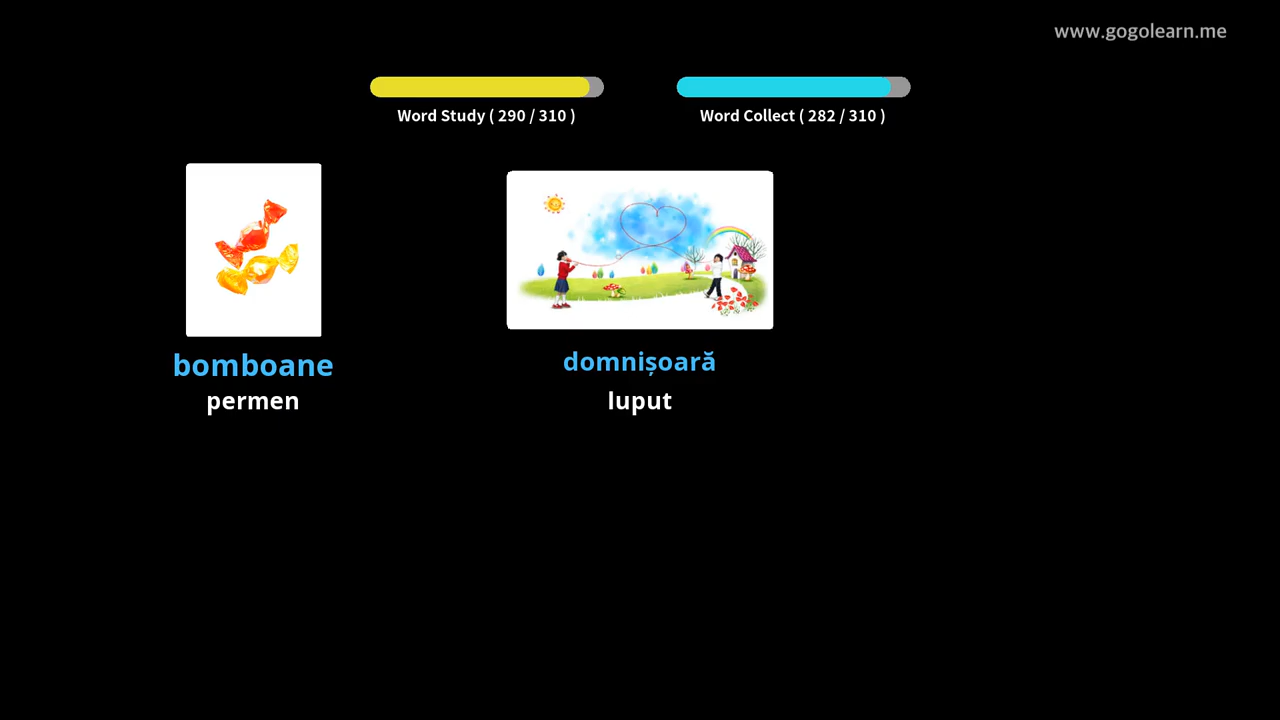 www.gogolearn.me
Word Study ( 290 / 310 )
Word Collect ( 282 / 310 )
bomboane
permen
domnișoară
luput